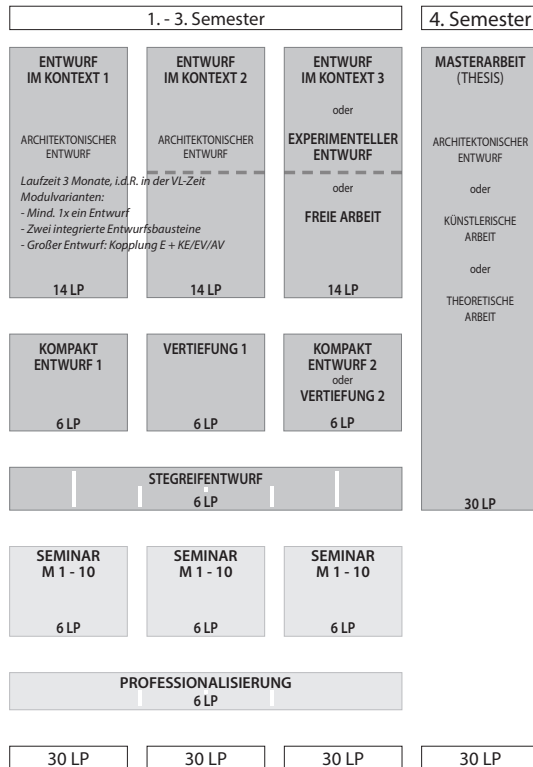 1. - 3. Semester
4. Semester
ENTWURF
IM KONTEXT 1
ARCHITEKTONISCHER
ENTWURF
Laufzeit 3 Monate, i.d.R. in der VL-Zeit
Modulvarianten:
- Mind. 1x ein Entwurf
- Zwei integrierte Entwurfsbausteine
- Großer Entwurf: Kopplung E + KE/EV/AV
14 LP
ENTWURF
IM KONTEXT 2
ARCHITEKTONISCHER
ENTWURF
14 LP
ENTWURF
IM KONTEXT 3
oder
EXPERIMENTELLER
ENTWURF
oder
FREIE ARBEIT
14 LP
MASTERARBEIT
(THESIS)
ARCHITEKTONISCHER
ENTWURF
oder
KÜNSTLERISCHE
ARBEIT
oder
THEORETISCHE
ARBEIT
30 LP
KOMPAKT
ENTWURF 1
6 LP
VERTIEFUNG 1
6 LP
KOMPAKT
ENTWURF 2
oder
VERTIEFUNG 2
6 LP
STEGREIFENTWURF
6 LP
SEMINAR
M 1 - 10
6 LP
SEMINAR
M 1 - 10
6 LP
SEMINAR
M 1 - 10
6 LP
PROFESSIONALISIERUNG
6 LP
30 LP
30 LP
30 LP
30 LP